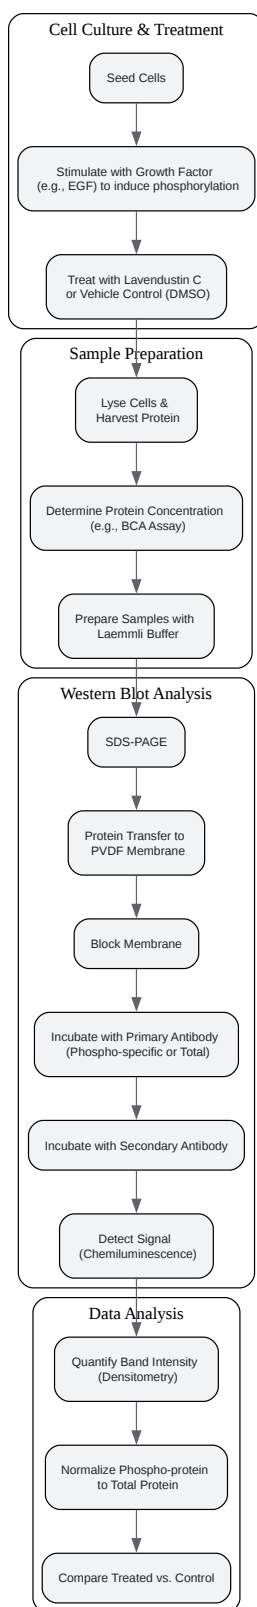 Cell Culture & Treatment
Seed Cells
Stimulate with Growth Factor
(e.g., EGF) to induce phosphorylation
Treat with Lavendustin C
or Vehicle Control (DMSO)
Sample Preparation
Lyse Cells &
Harvest Protein
Determine Protein Concentration
(e.g., BCA Assay)
Prepare Samples with
Laemmli Buffer
Western Blot Analysis
SDS-PAGE
Protein Transfer to
PVDF Membrane
Block Membrane
Incubate with Primary Antibody
(Phospho-specific or Total)
Incubate with Secondary Antibody
Detect Signal
(Chemiluminescence)
Data Analysis
Quantify Band Intensity
(Densitometry)
Normalize Phospho-protein
to Total Protein
Compare Treated vs. Control